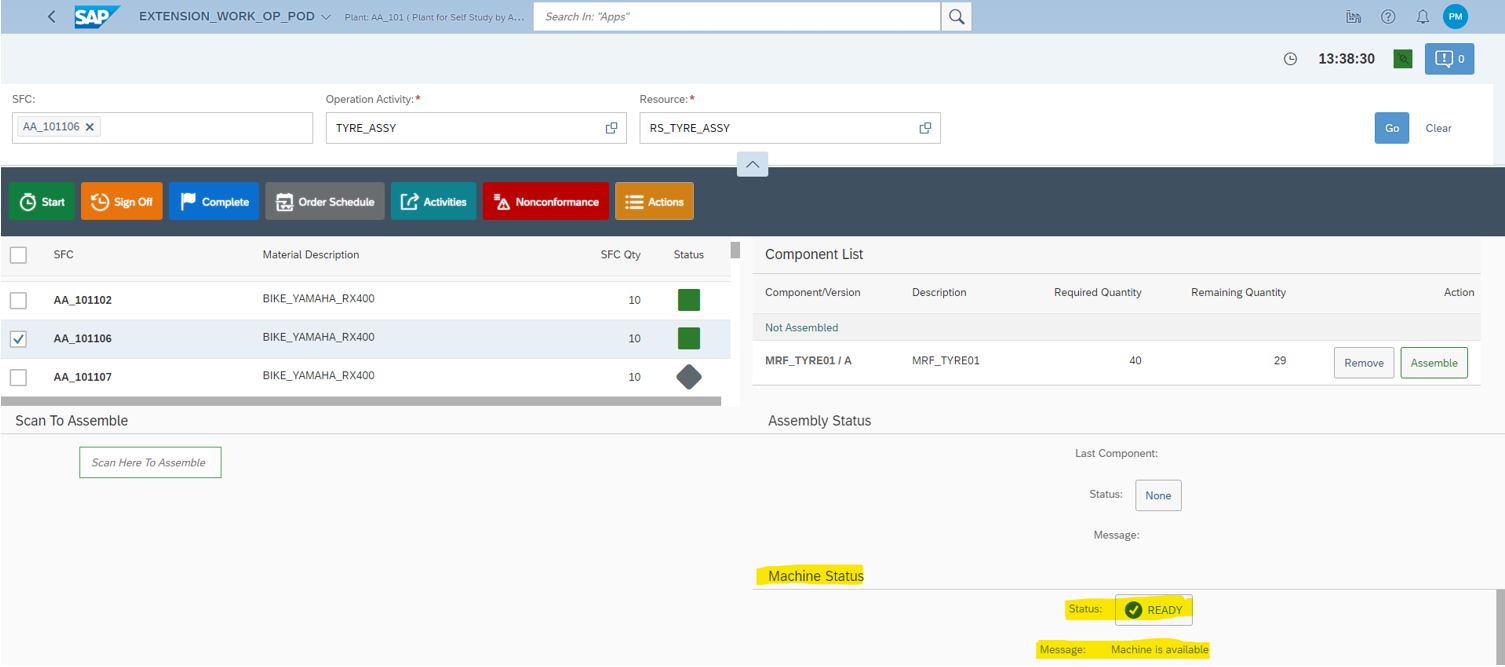 SAP EXTENSION_WORK_OP_POD Plant: AA_101 ( Plant for Self Study by A... Search In: "Apps" PM
13:38:30 0
SFC: Operation Activity:* Resource:*
AA_101106 TYRE_ASSY RS_TYRE_ASSY Go Clear
Start Sign Off Complete Order Schedule Activities Nonconformance Actions
SFC Material Description SFC Qty Status
AA_101102 BIKE_YAMAHA_RX400 10
AA_101106 BIKE_YAMAHA_RX400 10
AA_101107 BIKE_YAMAHA_RX400 10
Component List
Component/Version Description Required Quantity Remaining Quantity Action
Not Assembled
MRF_TYRE01 / A MRF_TYRE01 40 29 Remove Assemble
Scan To Assemble
Scan Here To Assemble
Assembly Status
Last Component:
Status: None
Message:
Machine Status
Status: READY
Message: Machine is available